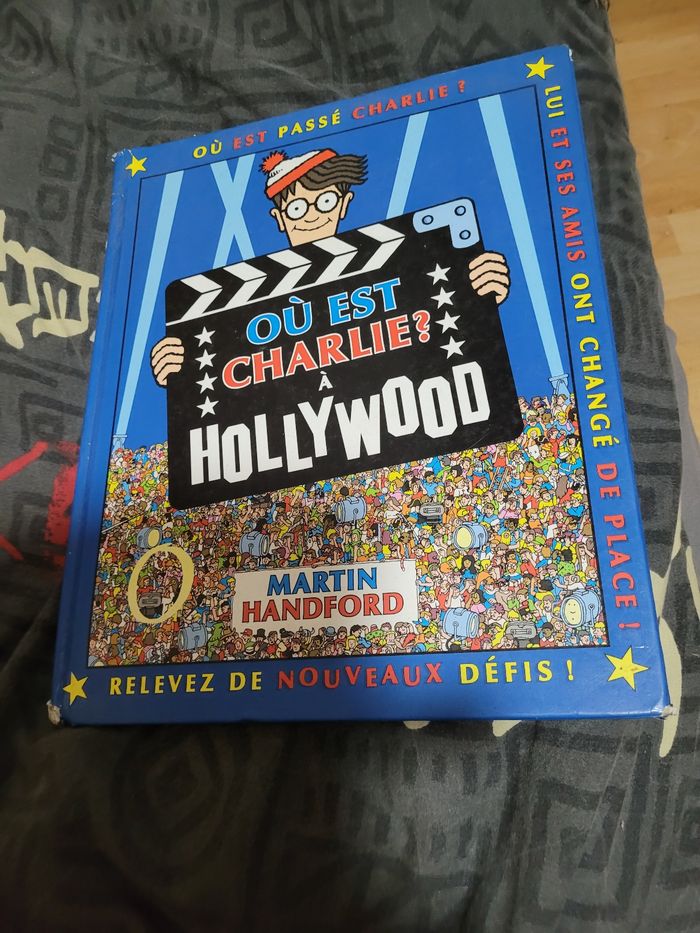 OÙ EST PASSÉ CHARLIE ?
LUI ET SES AMIS ONT CHANGÉ DE PLACE !
OÙ EST
CHARLIE?
À
HOLLYWOOD
MARTIN
HANDFORD
RELEVEZ DE NOUVEAUX DÉFIS !